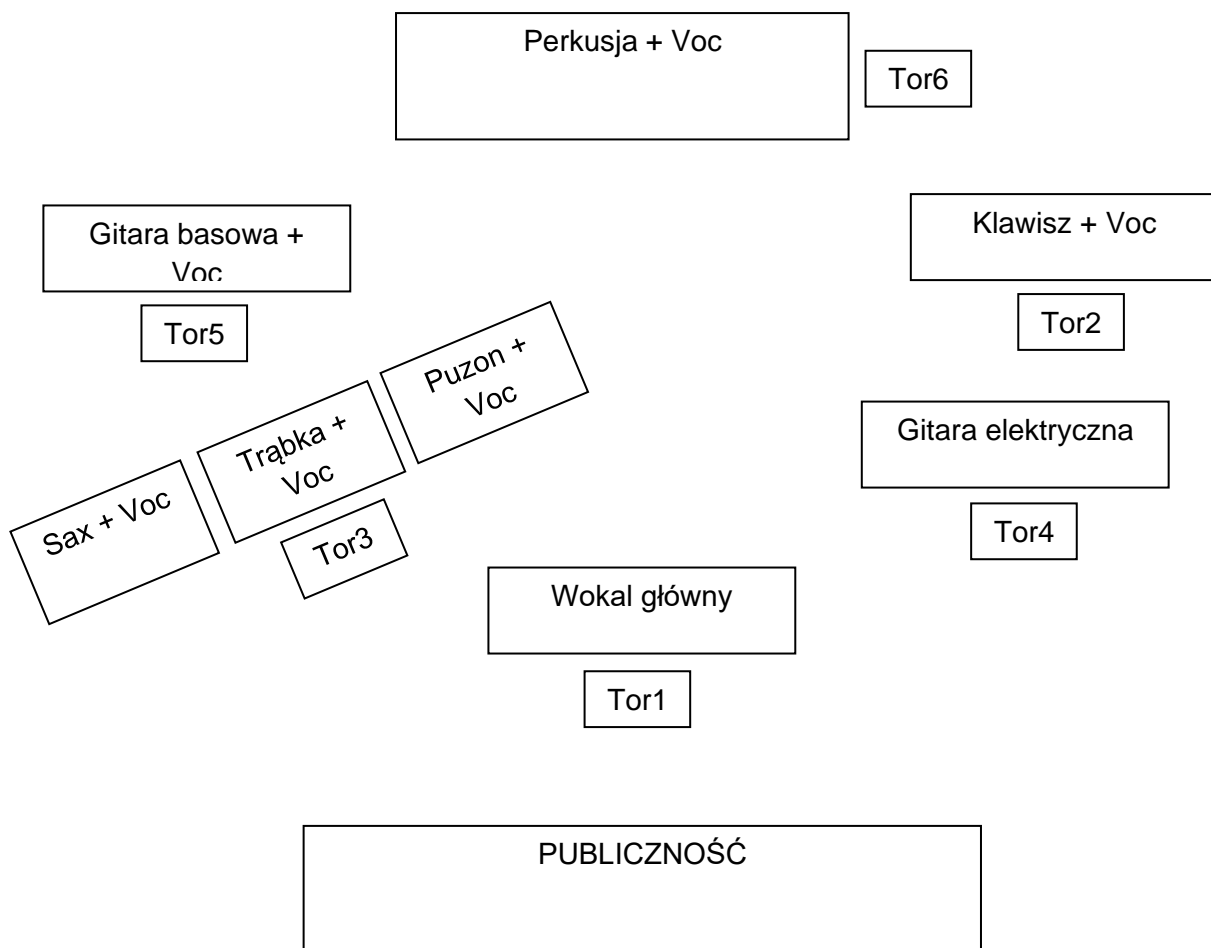 Perkusja + Voc
Tor6
Gitara basowa +
Voc
Klawisz + Voc
Tor5
Tor2
Puzon +
Voc
Trąbka +
Voc
Sax + Voc
Tor3
Gitara elektryczna
Tor4
Wokal główny
Tor1
PUBLICZNOŚĆ